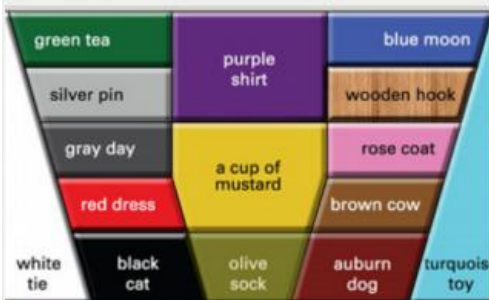 green tea
purple
shirt
blue moon
silver pin
wooden hook
gray day
a cup of
mustard
rose coat
red dress
brown cow
white
tie
black
cat
olive
sock
auburn
dog
turquois
toy